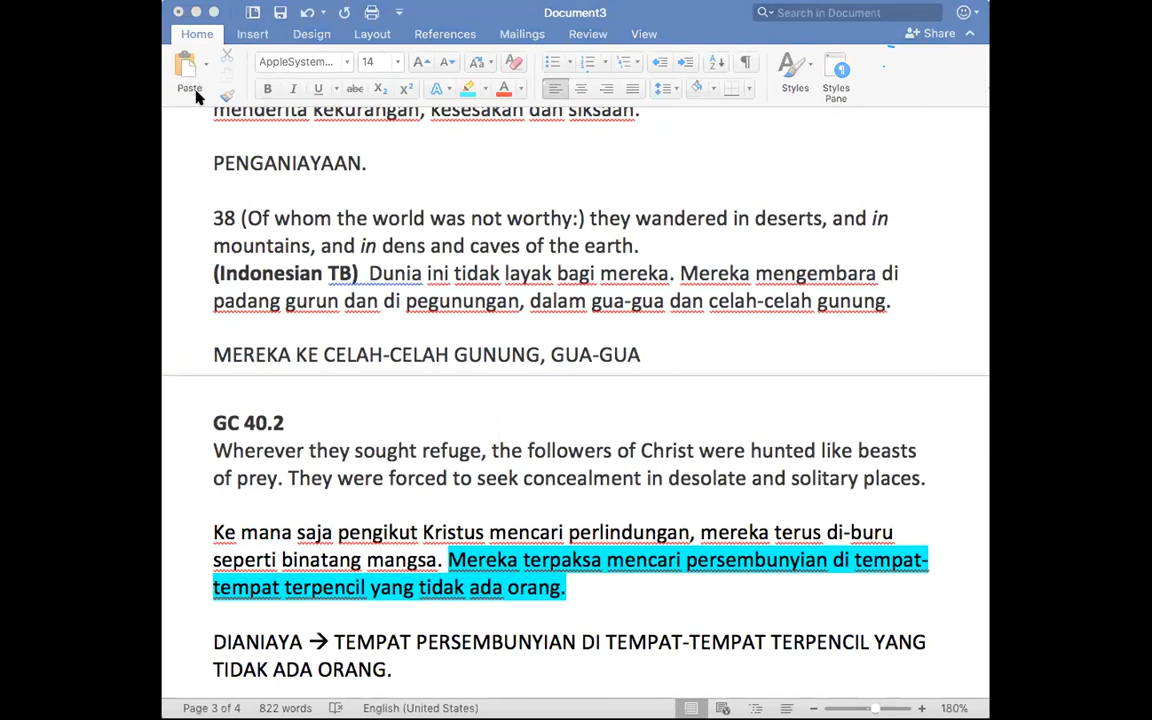 Document3
Search in Document
Home Insert Design Layout References Mailings Review View
Share
Paste
AppleSystem... 14
Styles
Styles Pane
menderita kekurangan, kesesakan dan siksaan.
PENGANIAYAAN.
38 (Of whom the world was not worthy:) they wandered in deserts, and in
mountains, and in dens and caves of the earth.
(Indonesian TB) Dunia ini tidak layak bagi mereka. Mereka mengembara di
padang gurun dan di pegunungan, dalam gua-gua dan celah-celah gunung.
MEREKA KE CELAH-CELAH GUNUNG, GUA-GUA
GC 40.2
Wherever they sought refuge, the followers of Christ were hunted like beasts
of prey. They were forced to seek concealment in desolate and solitary places.
Ke mana saja pengikut Kristus mencari perlindungan, mereka terus di-buru
seperti binatang mangsa. Mereka terpaksa mencari persembunyian di tempat-
tempat terpencil yang tidak ada orang.
DIANIAYA → TEMPAT PERSEMBUNYIAN DI TEMPAT-TEMPAT TERPENCIL YANG
TIDAK ADA ORANG.
Page 3 of 4 822 words English (United States) 180%